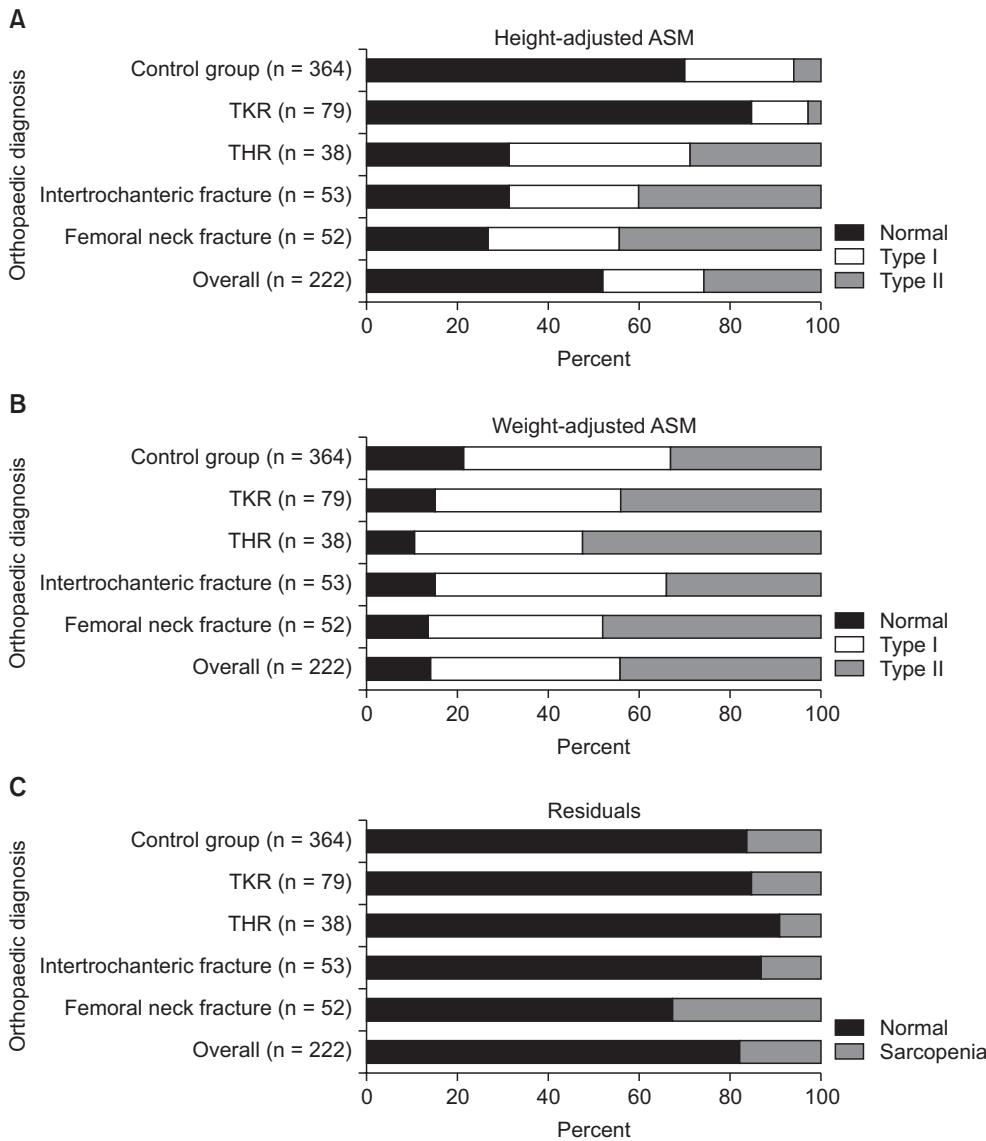 A
Height-adjusted ASM
Orthopaedic diagnosis
Control group (n = 364)
TKR (n = 79)
THR (n = 38)
Intertrochanteric fracture (n = 53)
Femoral neck fracture (n = 52)
Overall (n = 222)
Normal
Type I
Type II
0 20 40 60 80 100
Percent
B
Weight-adjusted ASM
Orthopaedic diagnosis
Control group (n = 364)
TKR (n = 79)
THR (n = 38)
Intertrochanteric fracture (n = 53)
Femoral neck fracture (n = 52)
Overall (n = 222)
Normal
Type I
Type II
0 20 40 60 80 100
Percent
C
Residuals
Orthopaedic diagnosis
Control group (n = 364)
TKR (n = 79)
THR (n = 38)
Intertrochanteric fracture (n = 53)
Femoral neck fracture (n = 52)
Overall (n = 222)
Normal
Sarcopenia
0 20 40 60 80 100
Percent